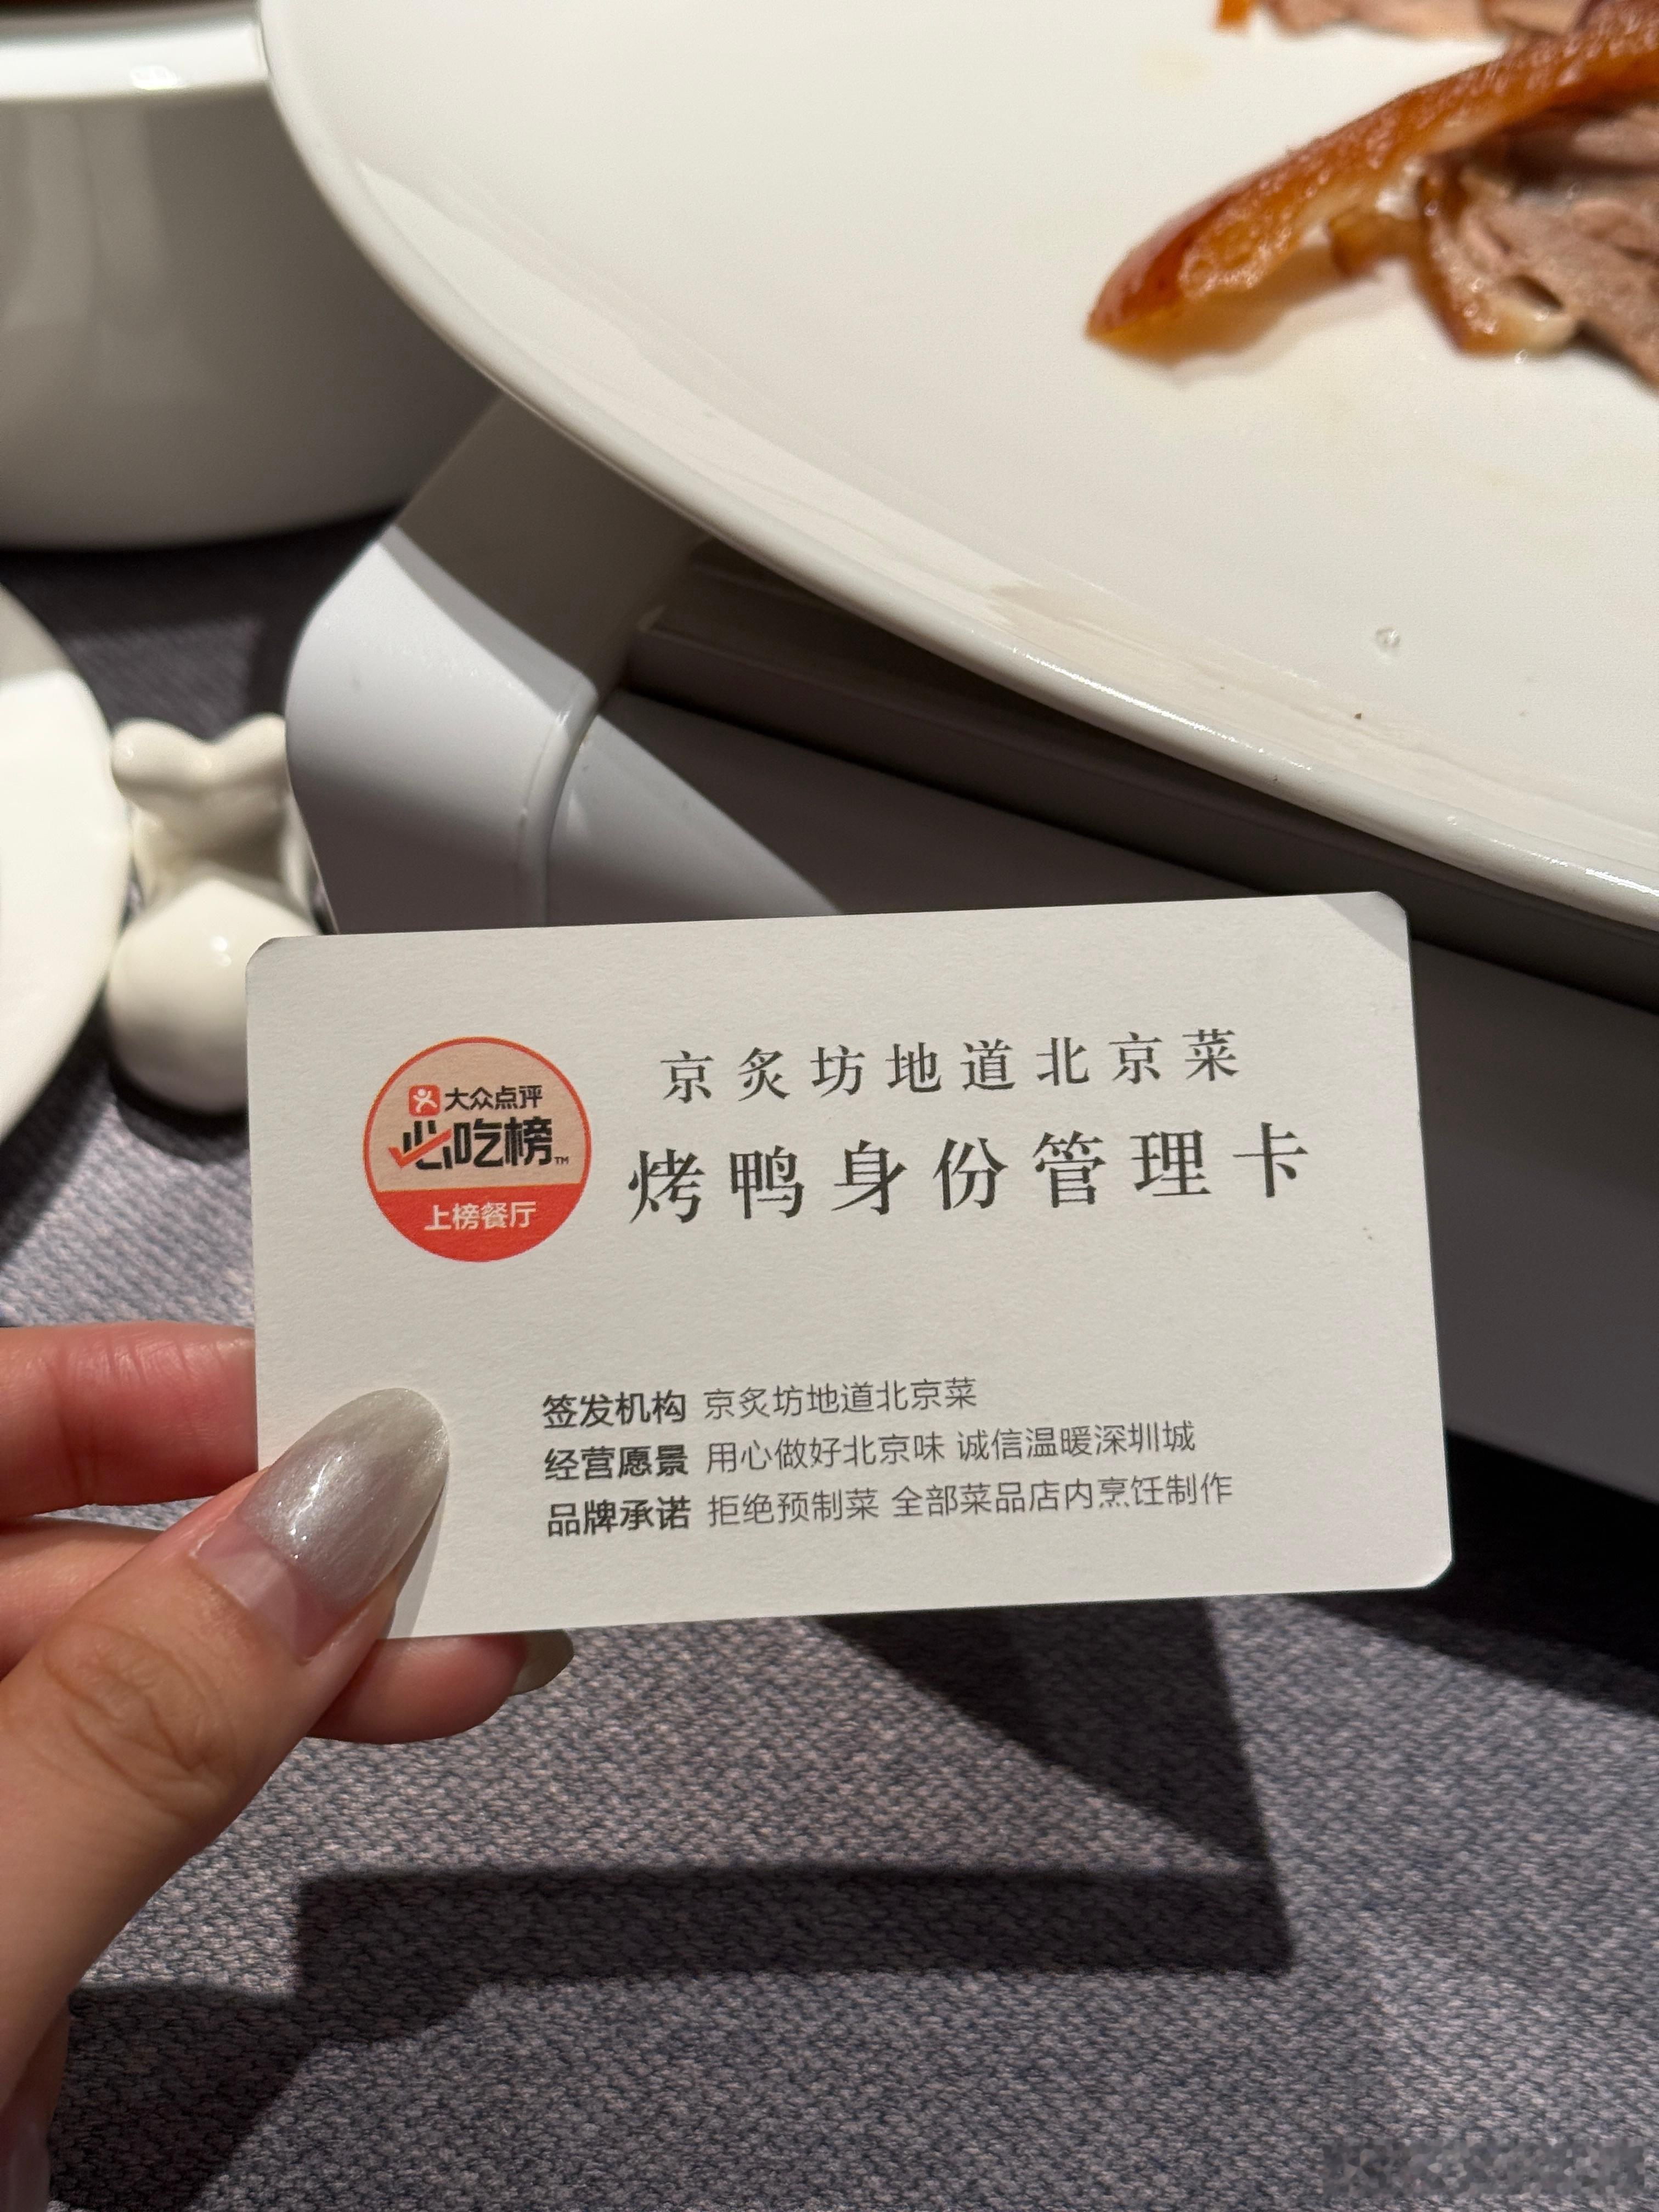 大众点评
必吃榜™
上榜餐厅
京炙坊地道北京菜
烤鸭身份管理卡
签发机构 京炙坊地道北京菜
经营愿景 用心做好北京味 诚信温暖深圳城
品牌承诺 拒绝预制菜 全部菜品店内烹饪制作